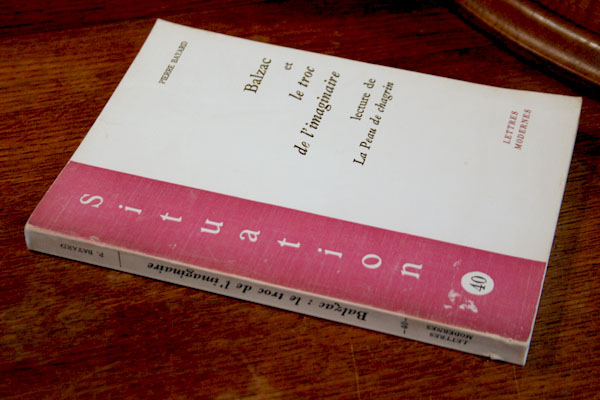 PIERRE BAYARD
Balzac
et
le troc
de l'imaginaire
lecture de
La Peau de chagrin
LETTRES
MODERNES
situation
40
P. BAYARD
Balzac : le troc de l'imaginaire
-40-
LETTRES
MODERNES